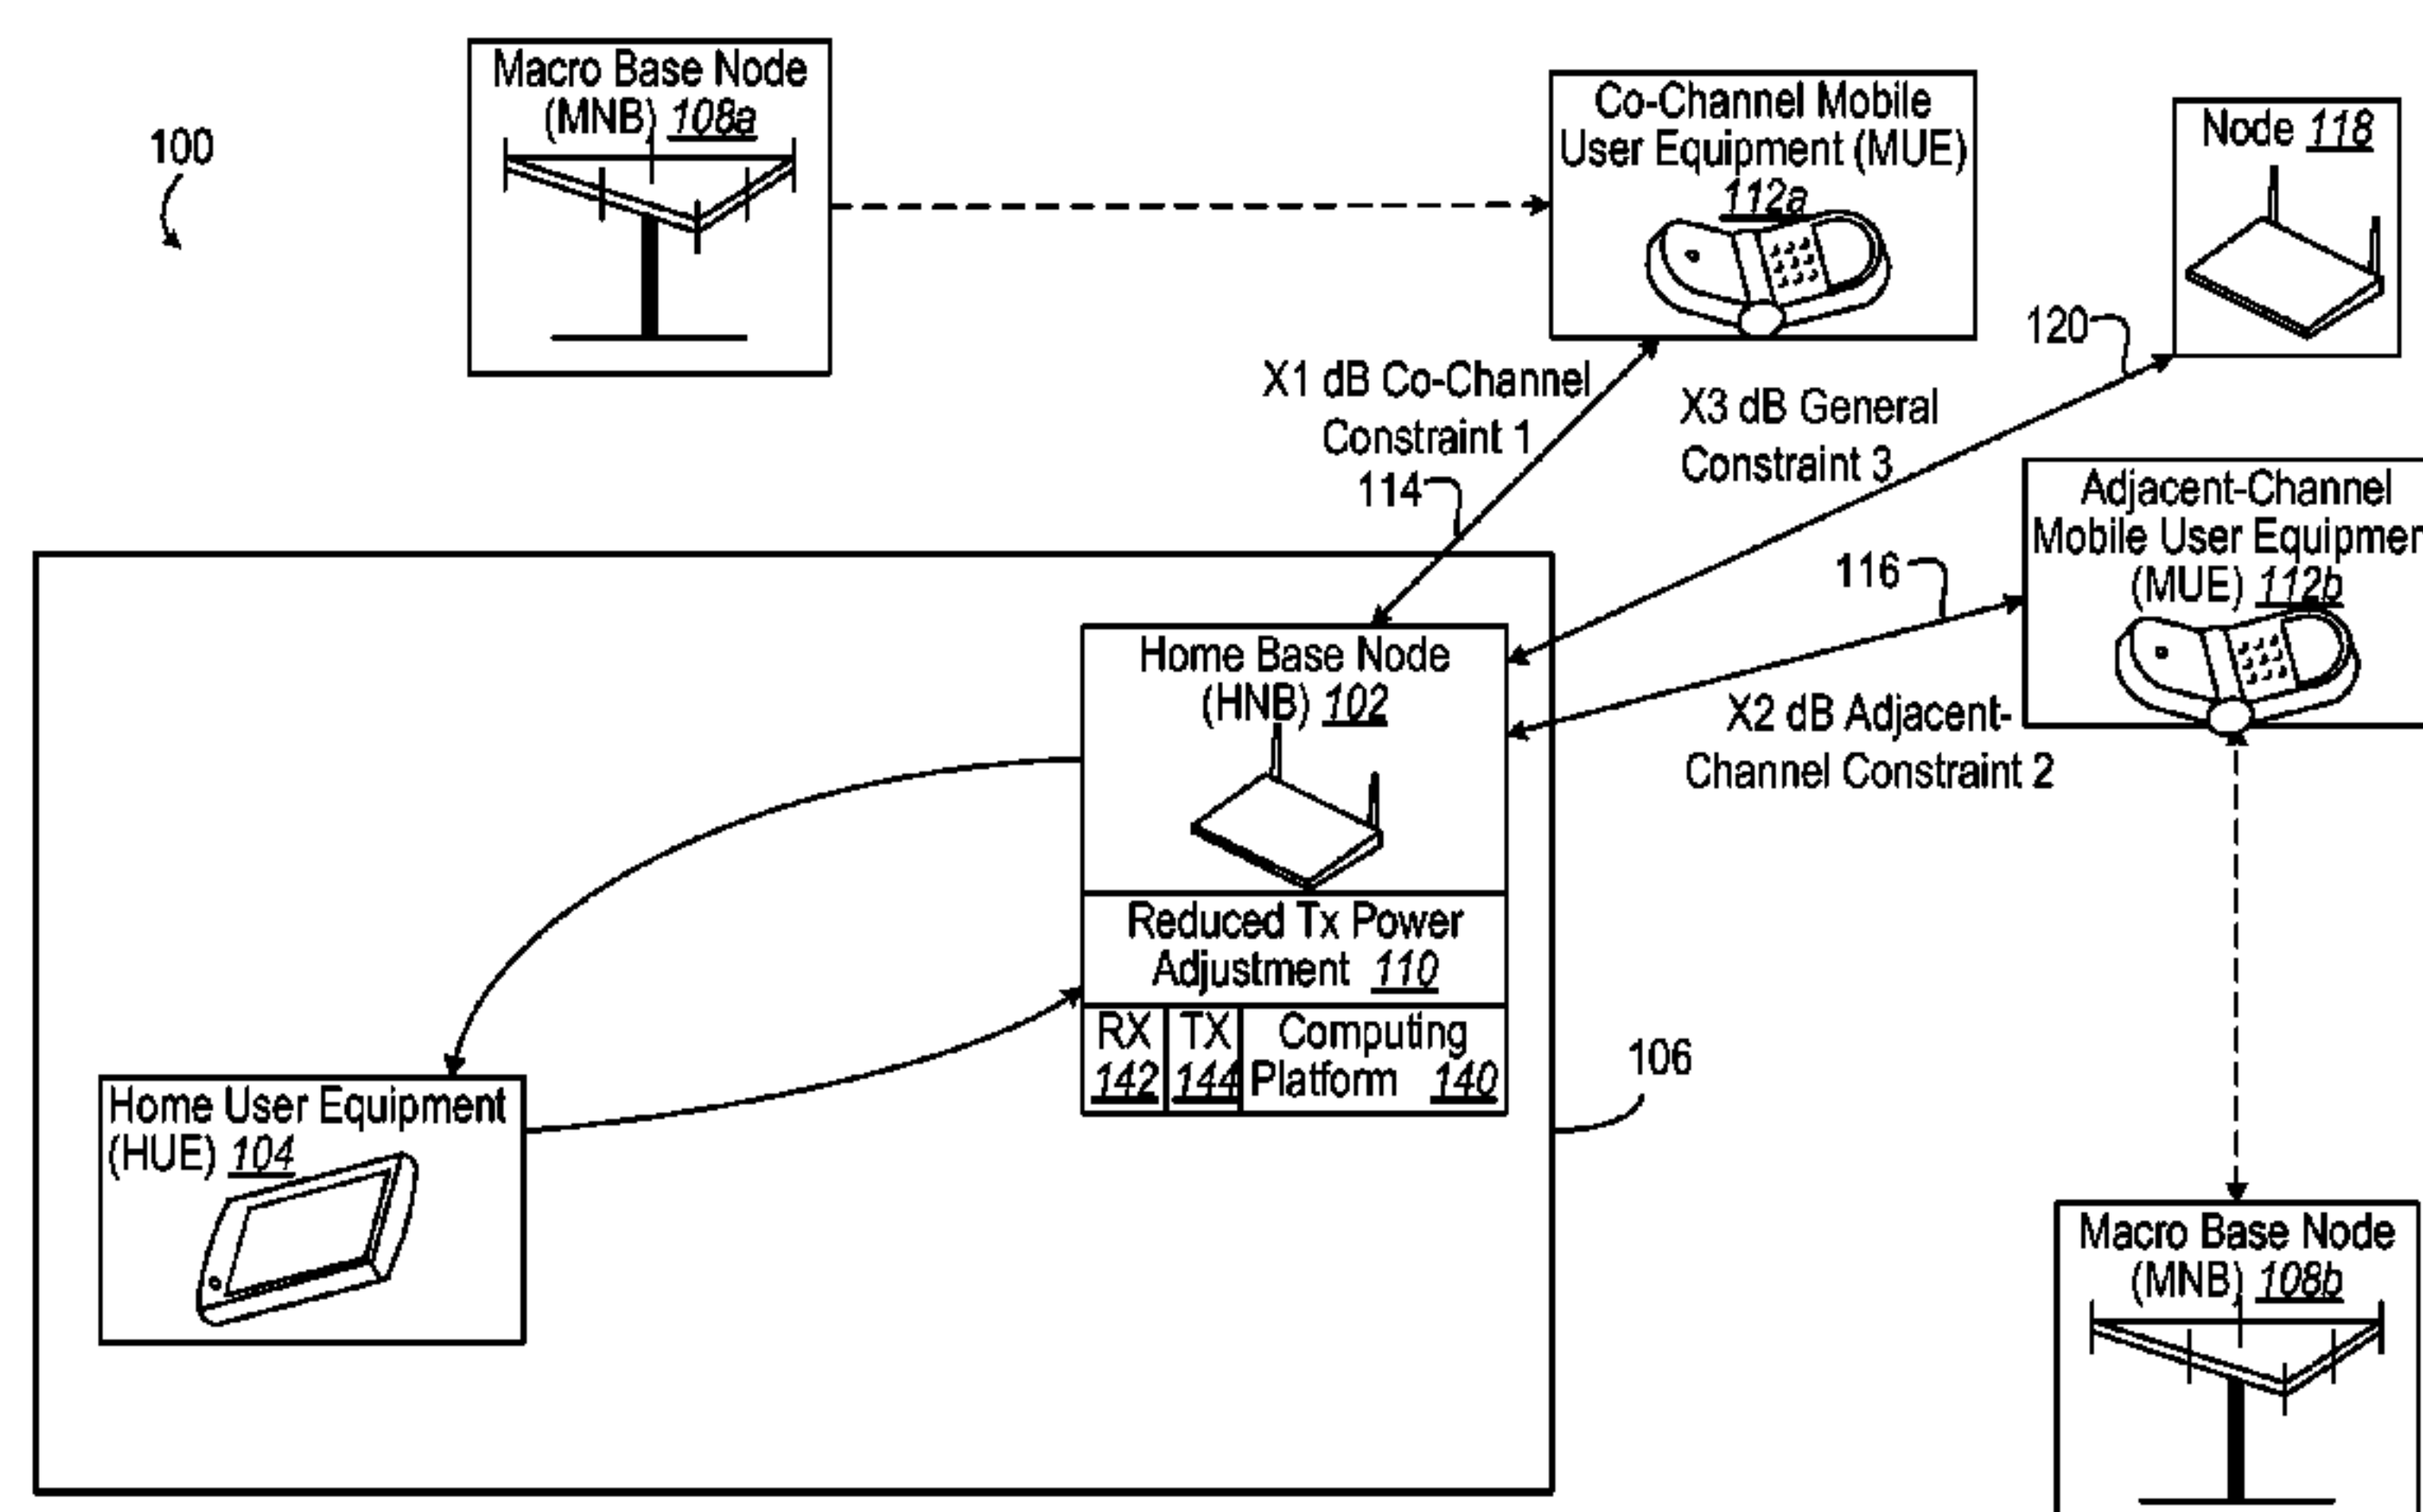 Macro Base Node
(MNB) 108a
100
Co-Channel Mobile
User Equipment (MUE)
112a
Node 118
120
X1 dB Co-Channel
Constraint 1
114
X3 dB General
Constraint 3
Adjacent-Channel
Mobile User Equipmen
(MUE) 112b
116
Home Base Node
(HNB) 102
X2 dB Adjacent-
Channel Constraint 2
Reduced Tx Power
Adjustment 110
RX
142
TX
144
Computing
Platform 140
106
Home User Equipment
(HUE) 104
Macro Base Node
(MNB) 108b